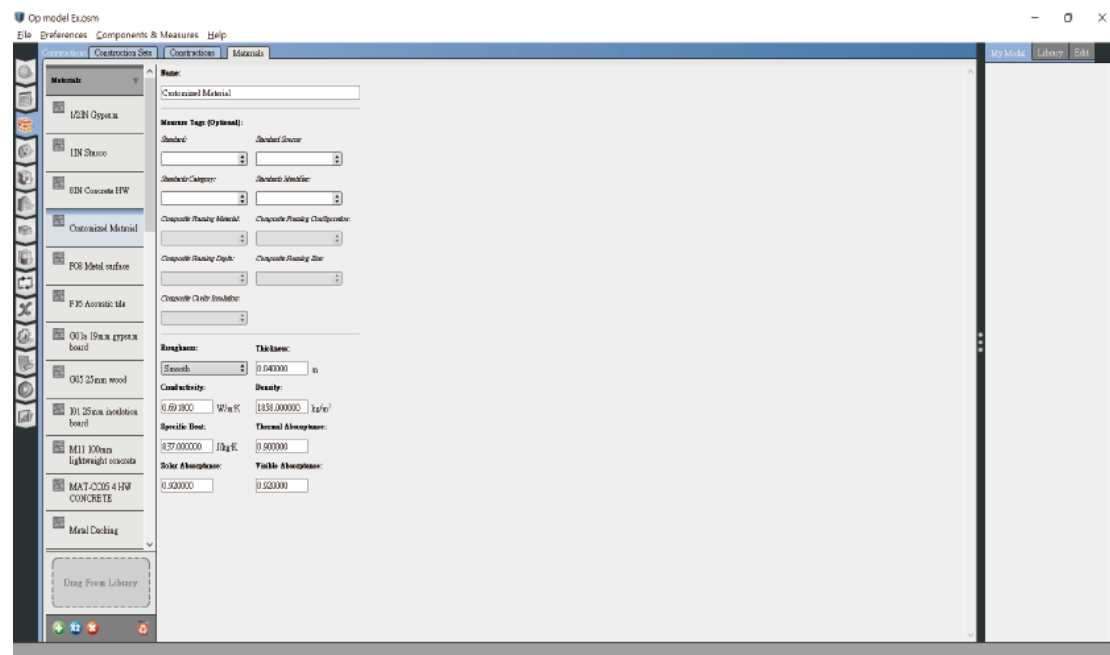 Op model Ex.osm
File Preferences Components & Measures Help
Constructions Construction Sets Constructions Materials
My Model Library Edit
Materials
1/2IN Gypsum
1IN Stucco
8IN Concrete HW
Customized Material
F08 Metal surface
F16 Acoustic tile
G01a 19mm gypsum
board
G05 25mm wood
I01 25mm insulation
board
M11 100mm
lightweight concrete
MAT-CC05 4 HW
CONCRETE
Metal Decking
Drag From Library
Name:
Customized Material
Measure Tags (Optional):
Standard: Standard Source:
Standards Category: Standards Identifier:
Composite Framing Material: Composite Framing Configuration:
Composite Framing Depth: Composite Framing Size:
Composite Cavity Insulation:
Roughness: Thickness:
Smooth 0.040000 m
Conductivity: Density:
0.691800 W/m·K 1858.000000 kg/m³
Specific Heat: Thermal Absorptance:
837.000000 J/kg·K 0.900000
Solar Absorptance: Visible Absorptance:
0.920000 0.920000